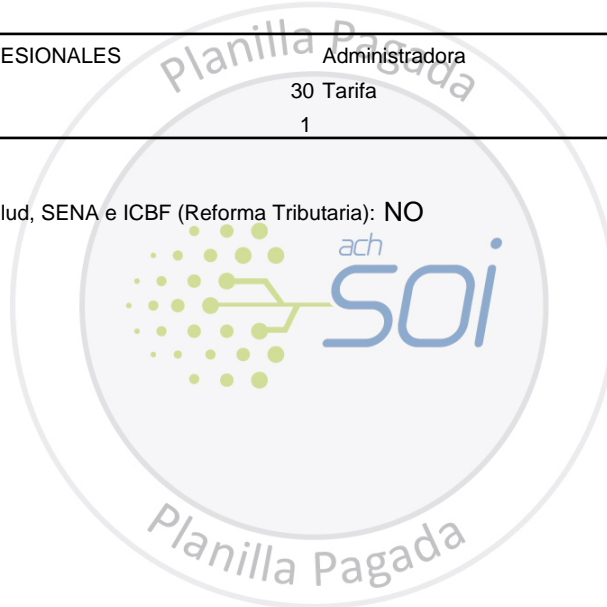 Planilla Pagada
ESIONALES Administradora
30 Tarifa
1
lud, SENA e ICBF (Reforma Tributaria): NO
ach
soi
Planilla Pagada